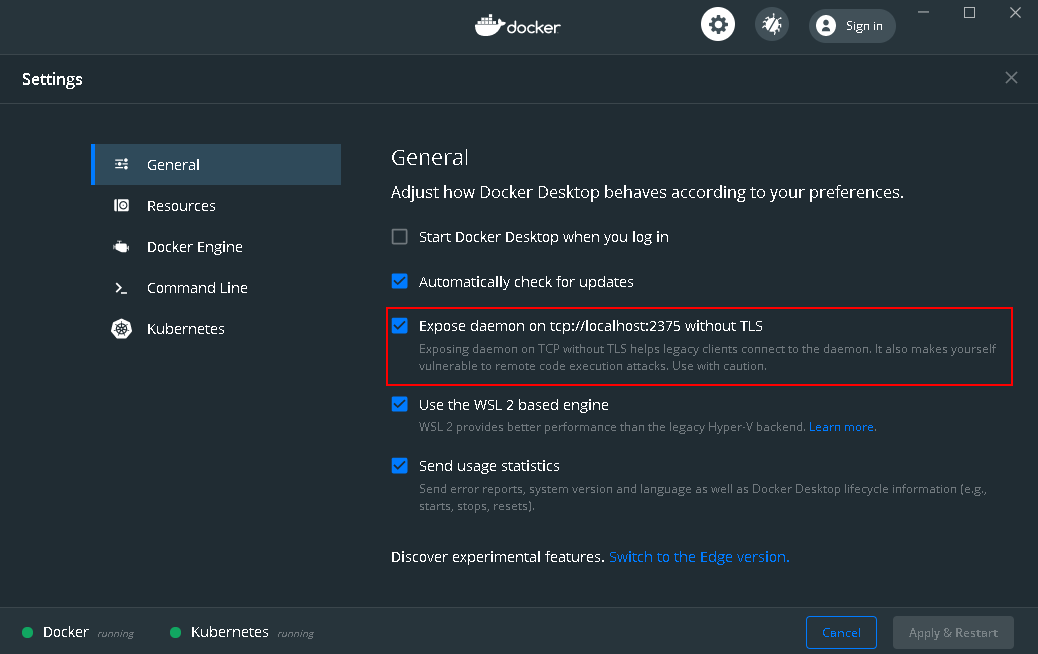 docker
Sign in
Settings
General
Resources
Docker Engine
Command Line
Kubernetes
General
Adjust how Docker Desktop behaves according to your preferences.
Start Docker Desktop when you log in
Automatically check for updates
Expose daemon on tcp://localhost:2375 without TLS
Exposing daemon on TCP without TLS helps legacy clients connect to the daemon. It also makes yourself
vulnerable to remote code execution attacks. Use with caution.
Use the WSL 2 based engine
WSL 2 provides better performance than the legacy Hyper-V backend. Learn more.
Send usage statistics
Send error reports, system version and language as well as Docker Desktop lifecycle information (e.g.,
starts, stops, resets).
Discover experimental features. Switch to the Edge version.
Docker running Kubernetes running Cancel Apply & Restart